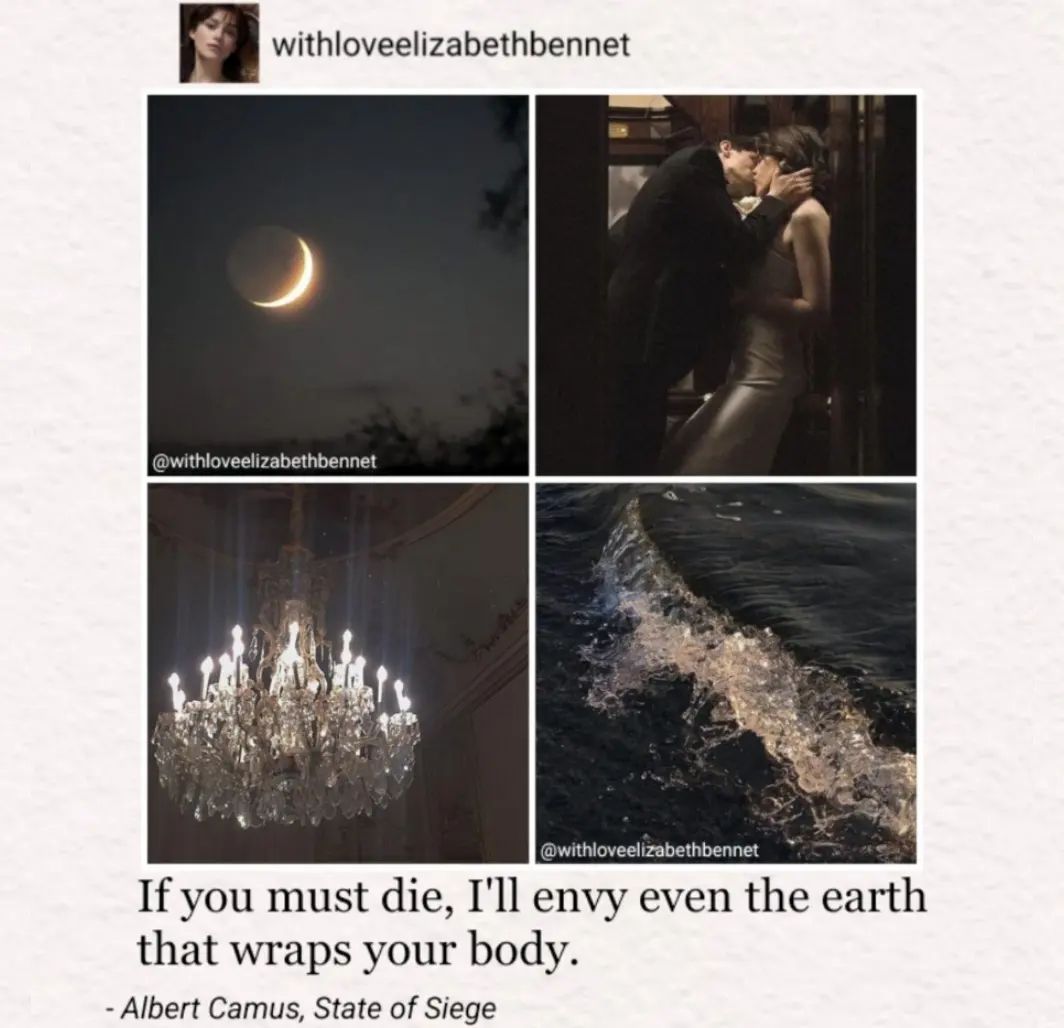 withloveelizabethbennet
@withloveelizabethbennet
@withloveelizabethbennet
If you must die, I'll envy even the earth
that wraps your body.
- Albert Camus, State of Siege